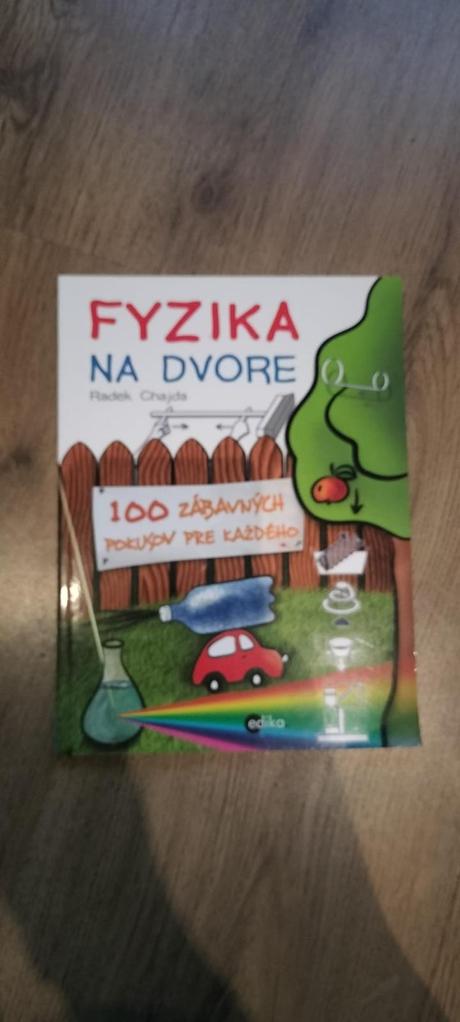 FYZIKA
NA DVORE
Radek Chajda
100 ZÁBAVNÝCH
POKUSOV PRE KAŽDÉHO
edika